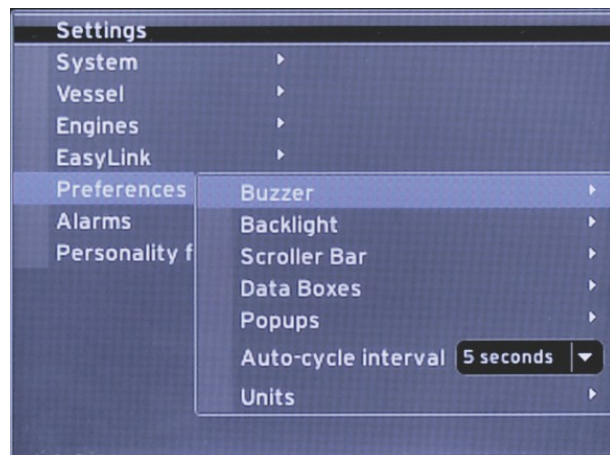 Settings
System
Vessel
Engines
EasyLink
Preferences
Alarms
Personality f
Buzzer
Backlight
Scroller Bar
Data Boxes
Popups
Auto-cycle interval 5 seconds
Units